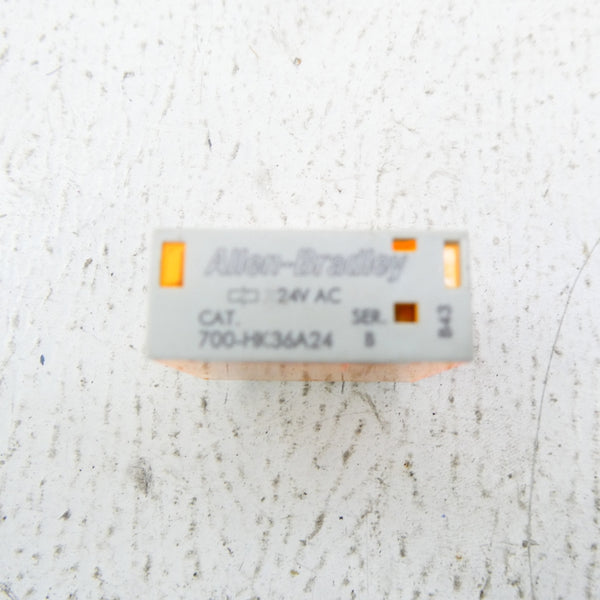 Allen-Bradley
24V AC
CAT. SER.
700-HK36A24 B
843